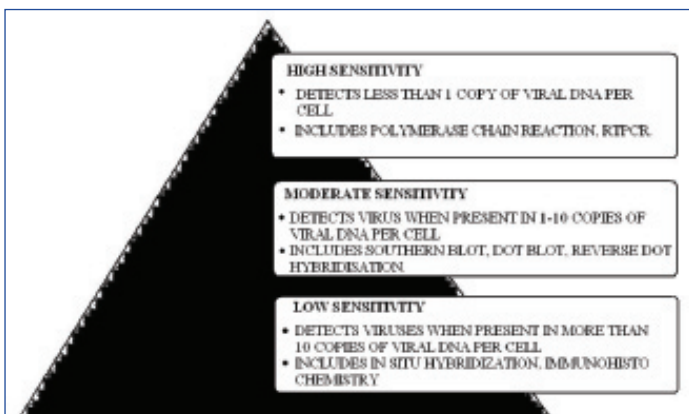 HIGH SENSITIVITY
• DETECTS LESS THAN 1 COPY OF VIRAL DNA PER
CELL
• INCLUDES POLYMERASE CHAIN REACTION, RTPCR.
MODERATE SENSITIVITY
• DETECTS VIRUS WHEN PRESENT IN 1-10 COPIES OF
VIRAL DNA PER CELL
• INCLUDES SOUTHERN BLOT, DOT BLOT, REVERSE DOT
HYBRIDISATION.
LOW SENSITIVITY
• DETECTS VIRUSES WHEN PRESENT IN MORE THAN
10 COPIES OF VIRAL DNA PER CELL
• INCLUDES IN SITU HYBRIDIZATION, IMMUNOHISTO
CHEMISTRY